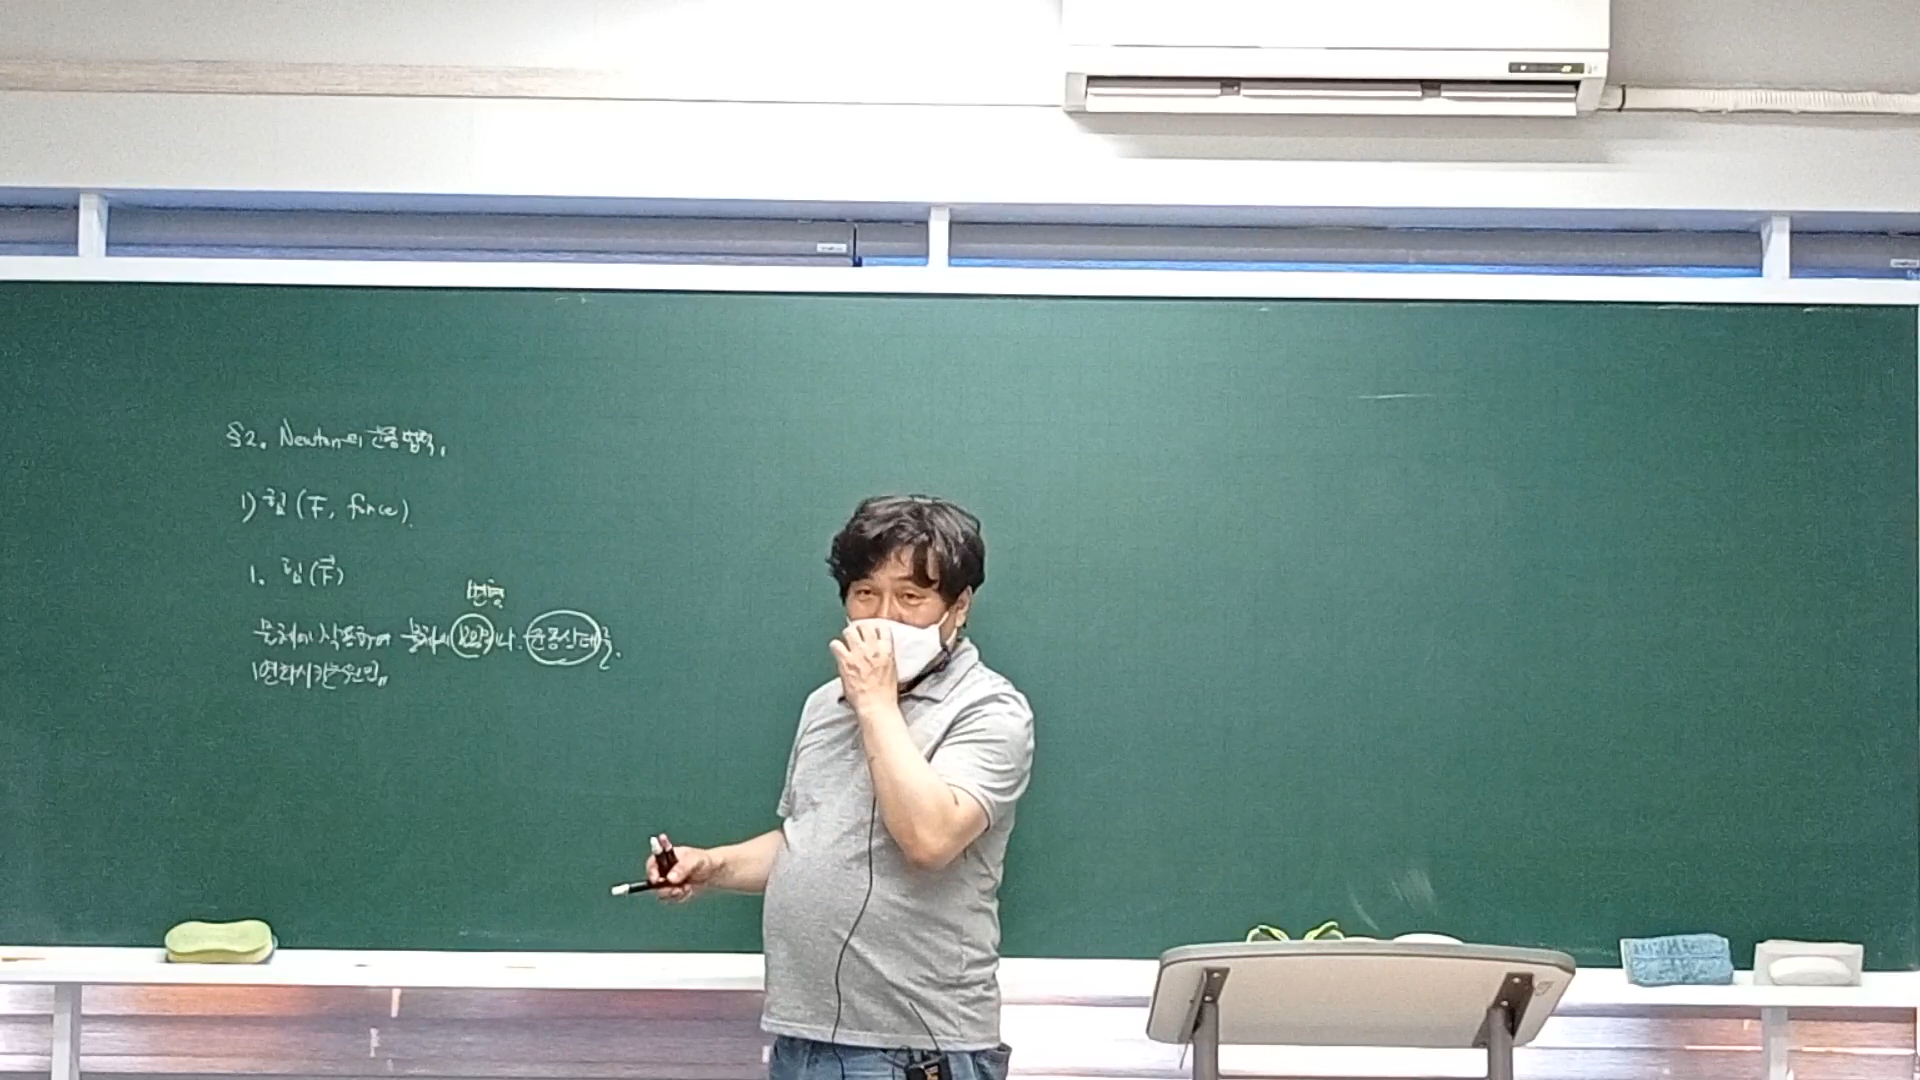 §2. Newton의 운동법칙.
1) 힘 (F, force).
1. 힘 (F⃗)
변형
물체에 작용하여 물체의 모양이나 운동상태를
변화시키는 원인.